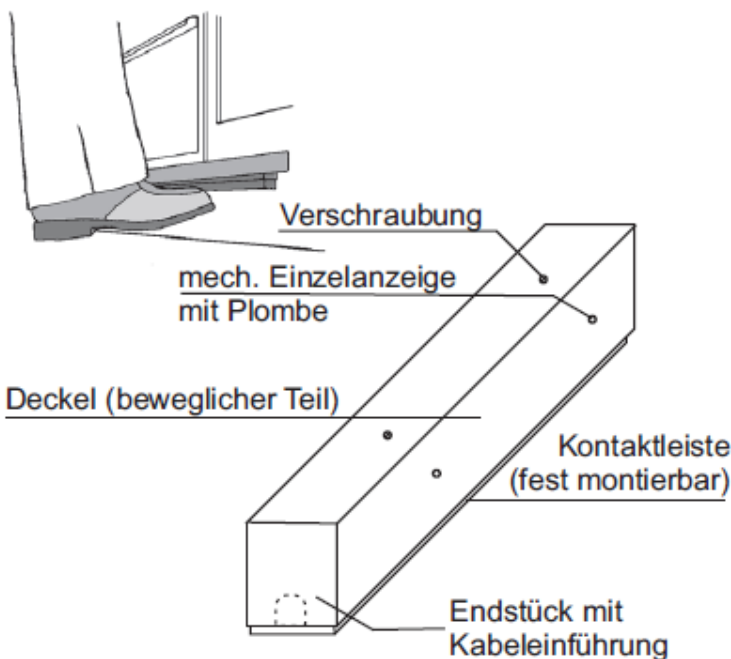 Verschraubung
mech. Einzelanzeige
mit Plombe
Deckel (beweglicher Teil)
Kontaktleiste
(fest montierbar)
Endstück mit
Kabeleinführung